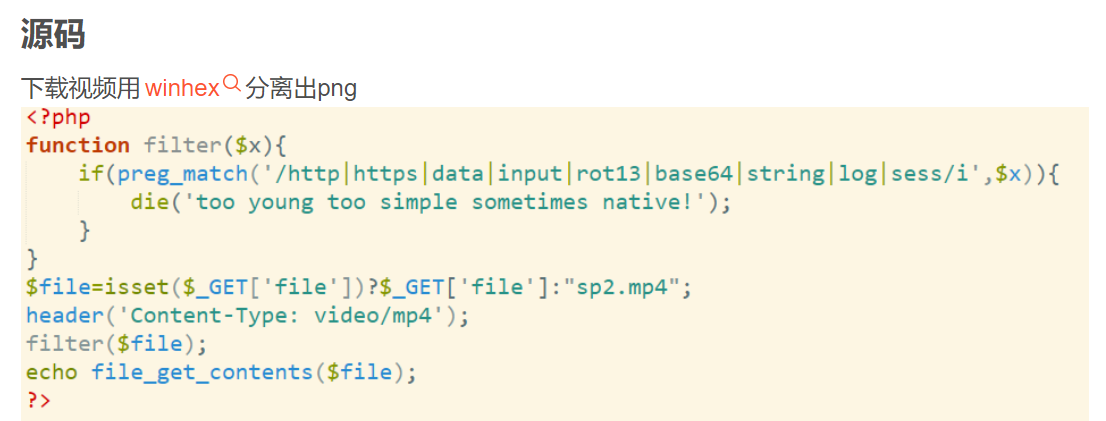 源码
下载视频用 winhex 分离出png
<?php
function filter($x){
    if(preg_match('/http|https|data|input|rot13|base64|string|log|sess/i',$x)){
        die('too young too simple sometimes native!');
    }
}
$file=isset($_GET['file'])?$_GET['file']:"sp2.mp4";
header('Content-Type: video/mp4');
filter($file);
echo file_get_contents($file);
?>